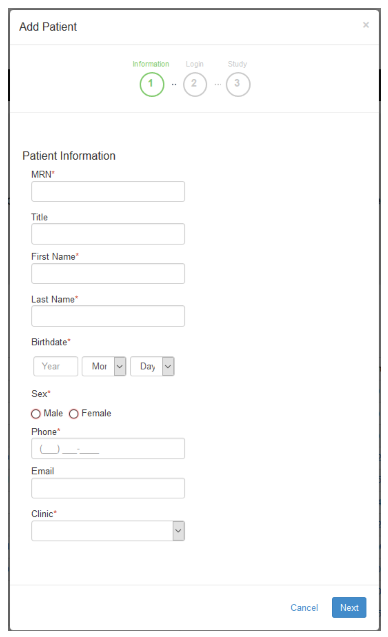 Add Patient ×
Information Login Study
1 ... 2 ... 3
Patient Information
MRN*
Title
First Name*
Last Name*
Birthdate*
Year Mor Day
Sex*
Male Female
Phone*
(___) ___-____
Email
Clinic*
Cancel Next